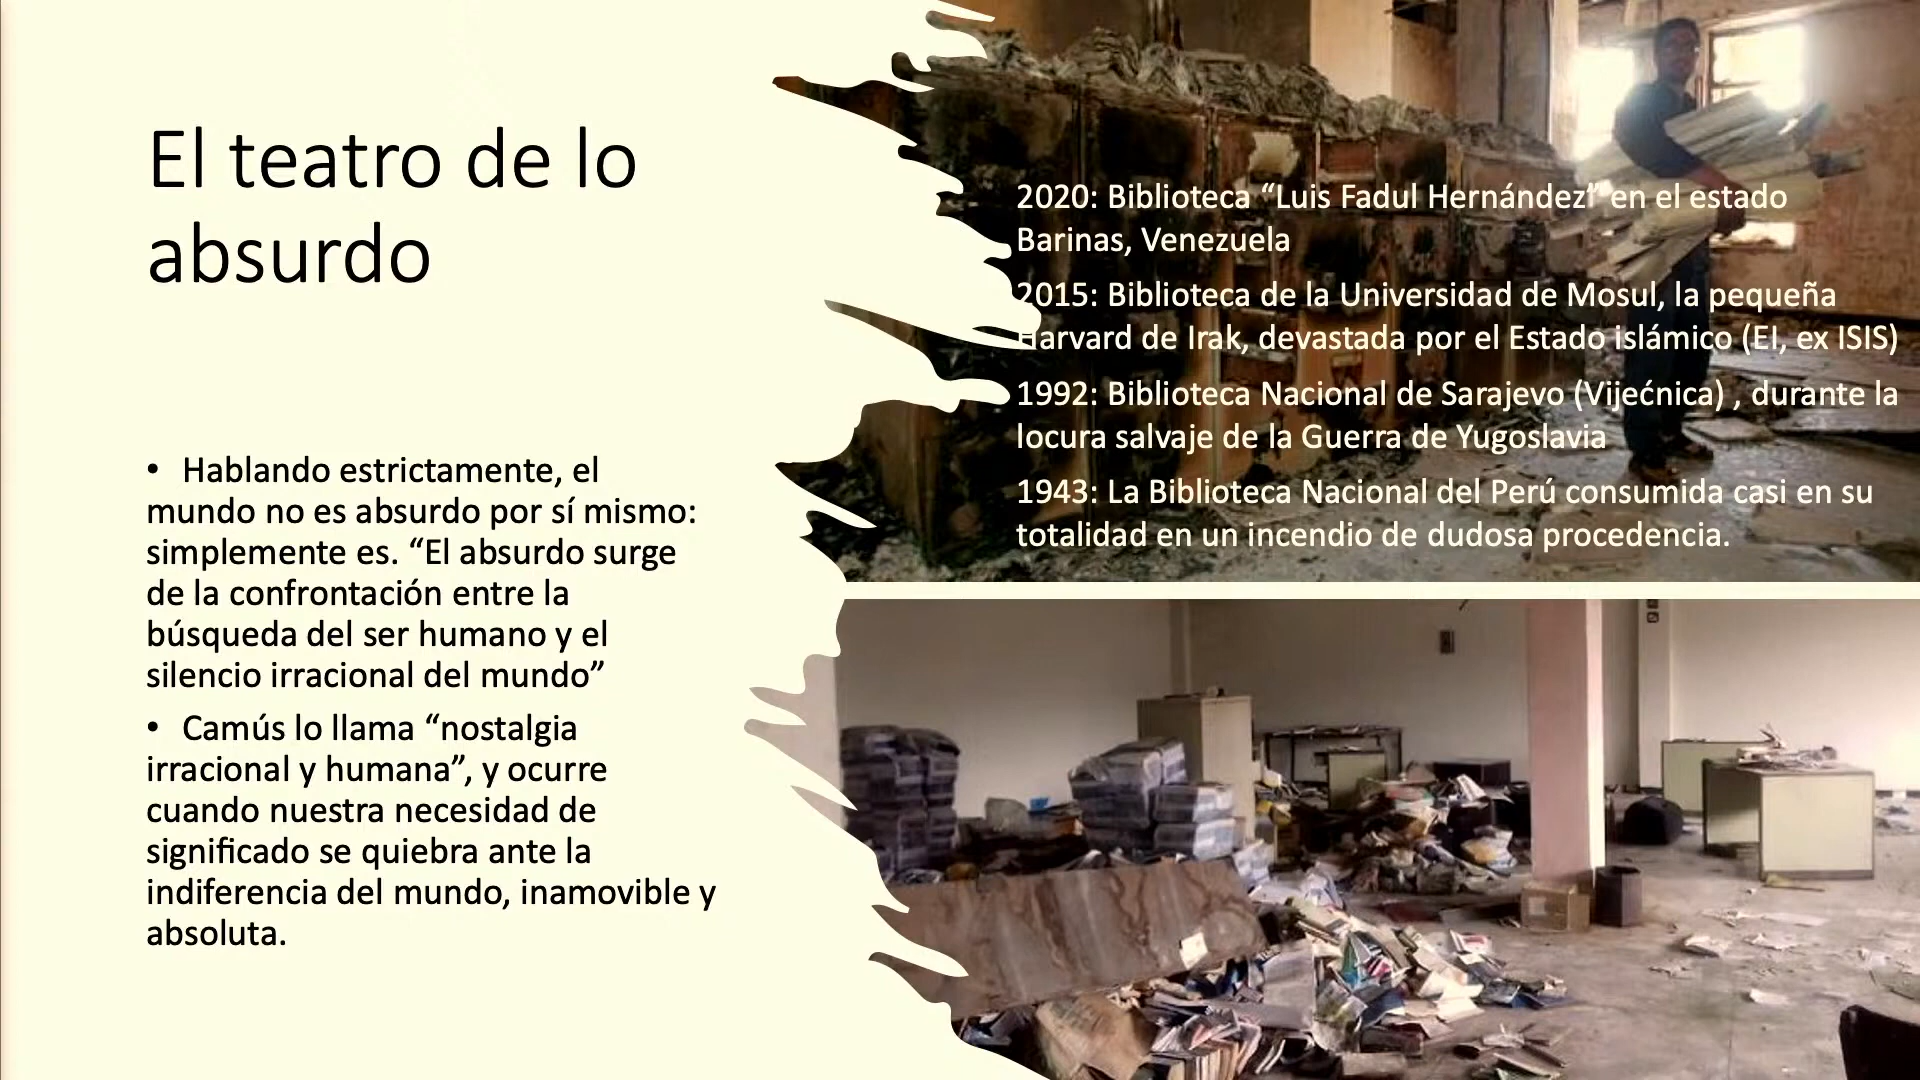 El teatro de lo
absurdo
• Hablando estrictamente, el
mundo no es absurdo por sí mismo:
simplemente es. “El absurdo surge
de la confrontación entre la
búsqueda del ser humano y el
silencio irracional del mundo”
• Camús lo llama “nostalgia
irracional y humana”, y ocurre
cuando nuestra necesidad de
significado se quiebra ante la
indiferencia del mundo, inamovible y
absoluta.
2020: Biblioteca “Luis Fadul Hernández” en el estado
Barinas, Venezuela
2015: Biblioteca de la Universidad de Mosul, la pequeña
Harvard de Irak, devastada por el Estado islámico (EI, ex ISIS)
1992: Biblioteca Nacional de Sarajevo (Vijećnica) , durante la
locura salvaje de la Guerra de Yugoslavia
1943: La Biblioteca Nacional del Perú consumida casi en su
totalidad en un incendio de dudosa procedencia.